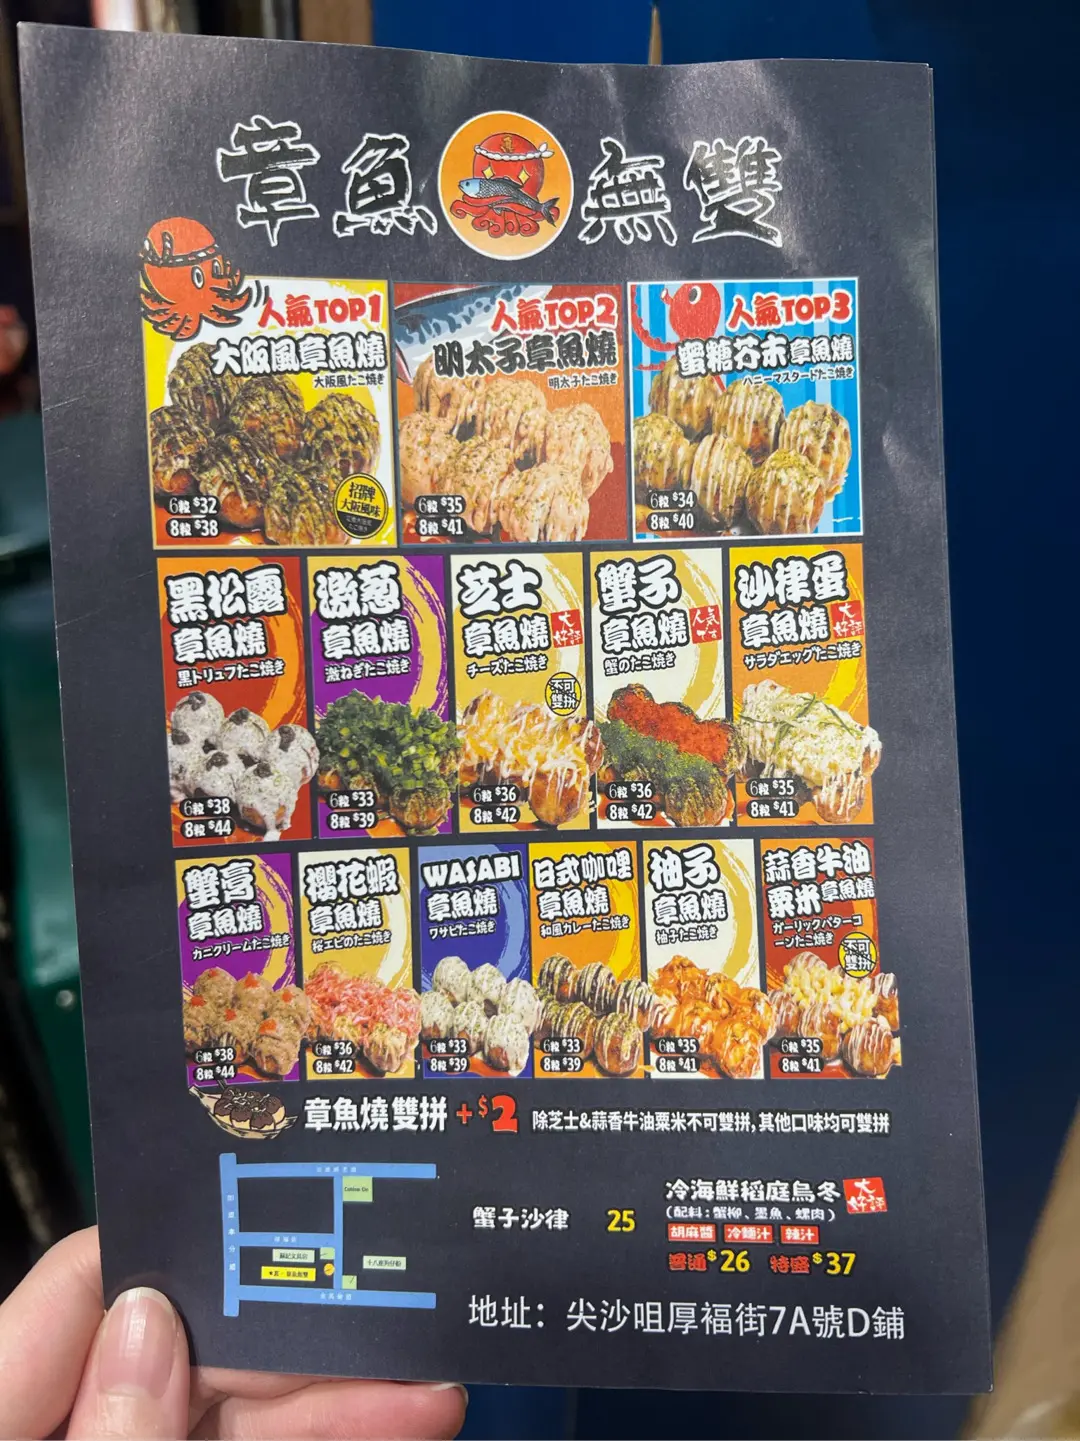 章魚無雙
人氣TOP1
大阪風章魚燒
大阪風たこ焼き
6粒 $32
8粒 $38
招牌
大阪風味
人氣TOP2
明太子章魚燒
明太子たこ焼き
6粒 $35
8粒 $41
人氣TOP3
蜜糖芥末章魚燒
ハニーマスタードたこ焼き
6粒 $34
8粒 $40
黑松露
章魚燒
黒トリュフたこ焼き
6粒 $38
8粒 $44
激葱
章魚燒
激ねぎたこ焼き
6粒 $33
8粒 $39
芝士
章魚燒
大好評
チーズたこ焼き
不可
雙拼
6粒 $36
8粒 $42
蟹子
章魚燒
人氣です
蟹のたこ焼き
6粒 $36
8粒 $42
沙律蛋
章魚燒
大好評
サラダエッグたこ焼き
6粒 $35
8粒 $41
蟹膏
章魚燒
カニクリームたこ焼き
6粒 $38
8粒 $44
櫻花蝦
章魚燒
桜エビのたこ焼き
6粒 $36
8粒 $42
WASABI
章魚燒
ワサビたこ焼き
6粒 $33
8粒 $39
日式咖喱
章魚燒
和風カレーたこ焼き
6粒 $33
8粒 $39
柚子
章魚燒
柚子たこ焼き
6粒 $35
8粒 $41
蒜香牛油
粟米章魚燒
ガーリックバターコ
ーンたこ焼き
不可
雙拼
6粒 $35
8粒 $41
章魚燒雙拼+$2 除芝士&蒜香牛油粟米不可雙拼,其他口味均可雙拼
蟹子沙律 25
冷海鮮稻庭烏冬 大好評
(配料:蟹柳、墨魚、螺肉)
胡麻醬 冷麵汁 辣汁
普通$26 特盛$37
地址：尖沙咀厚福街7A號D鋪